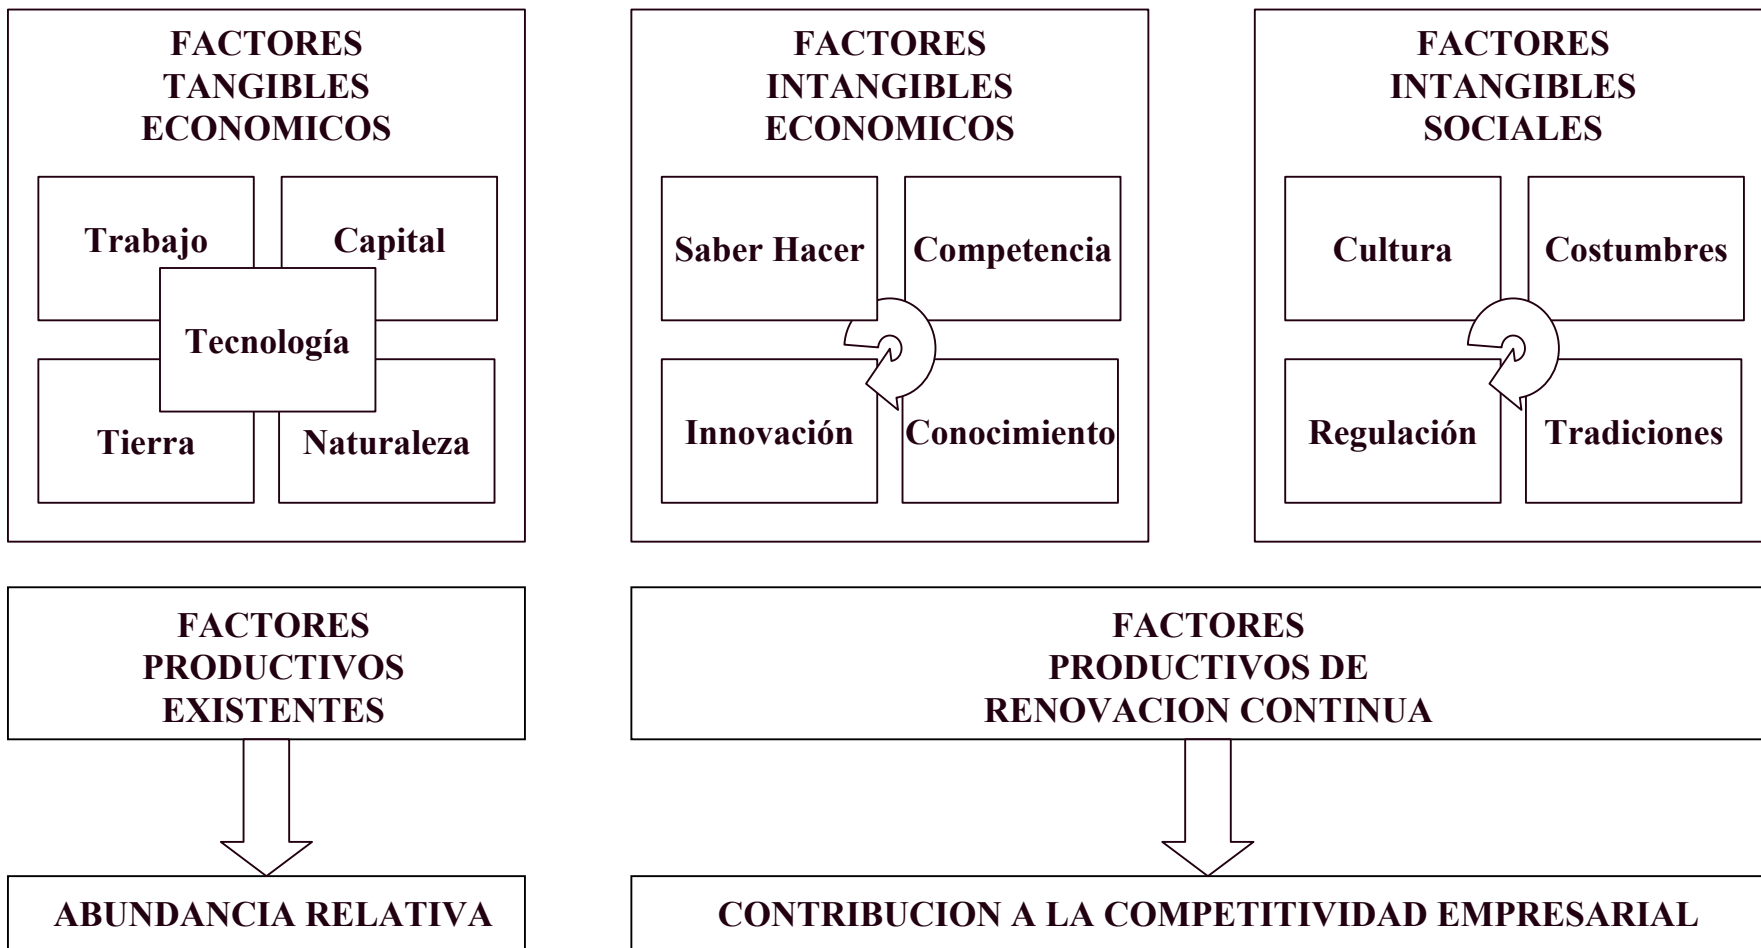 FACTORES
TANGIBLES
ECONOMICOS
Trabajo
Capital
Tecnología
Tierra
Naturaleza
FACTORES
INTANGIBLES
ECONOMICOS
Saber Hacer
Competencia
Innovación
Conocimiento
FACTORES
INTANGIBLES
SOCIALES
Cultura
Costumbres
Regulación
Tradiciones
FACTORES
PRODUCTIVOS
EXISTENTES
FACTORES
PRODUCTIVOS DE
RENOVACION CONTINUA
ABUNDANCIA RELATIVA
CONTRIBUCION A LA COMPETITIVIDAD EMPRESARIAL